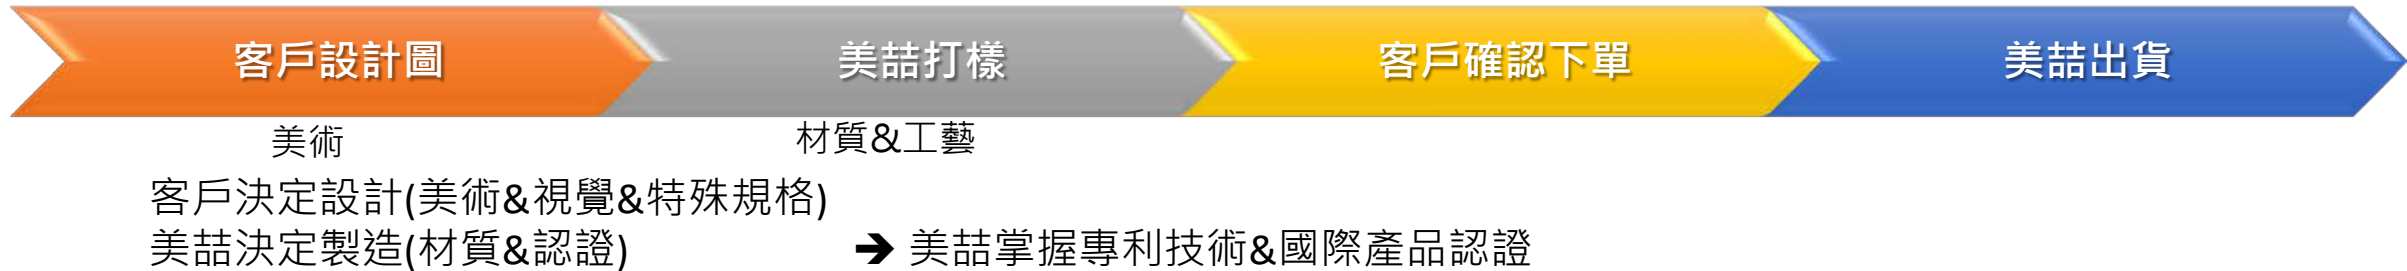 客戶設計圖
美喆打樣
客戶確認下單
美喆出貨
美術
材質&工藝
客戶決定設計(美術&視覺&特殊規格)
美喆決定製造(材質&認證) ➔ 美喆掌握專利技術&國際產品認證